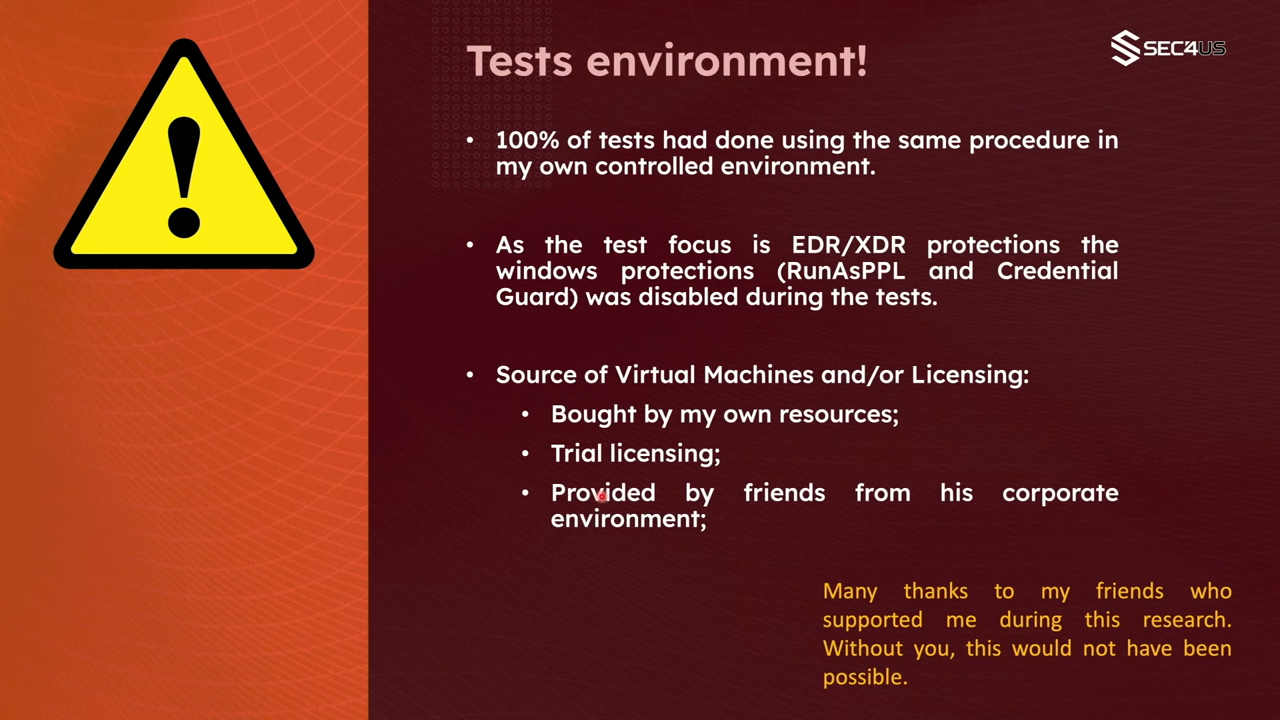 Tests environment!
SEC4US
• 100% of tests had done using the same procedure in
my own controlled environment.
• As the test focus is EDR/XDR protections the
windows protections (RunAsPPL and Credential
Guard) was disabled during the tests.
• Source of Virtual Machines and/or Licensing:
• Bought by my own resources;
• Trial licensing;
• Provided by friends from his corporate
environment;
Many thanks to my friends who
supported me during this research.
Without you, this would not have been
possible.